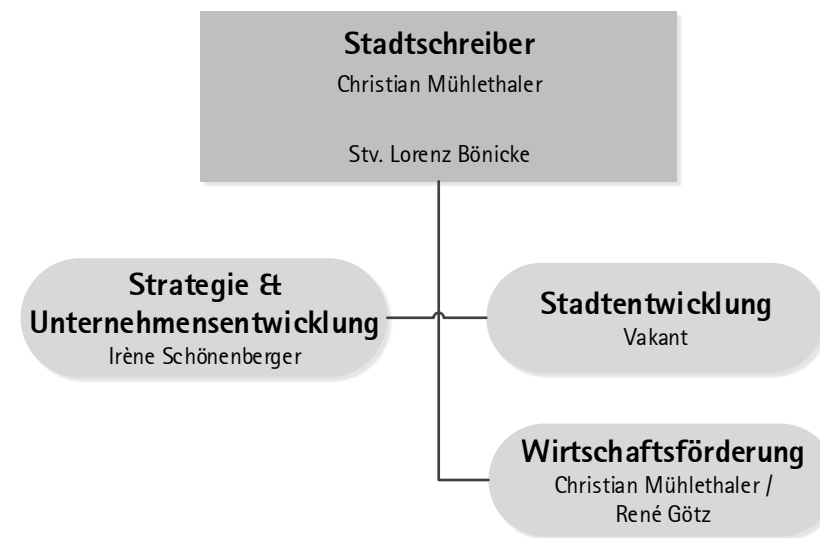 Stadtschreiber
Christian Mühlethaler
Stv. Lorenz Bönicke
Strategie &
Unternehmensentwicklung
Irène Schönenberger
Stadtentwicklung
Vakant
Wirtschaftsförderung
Christian Mühlethaler /
René Götz